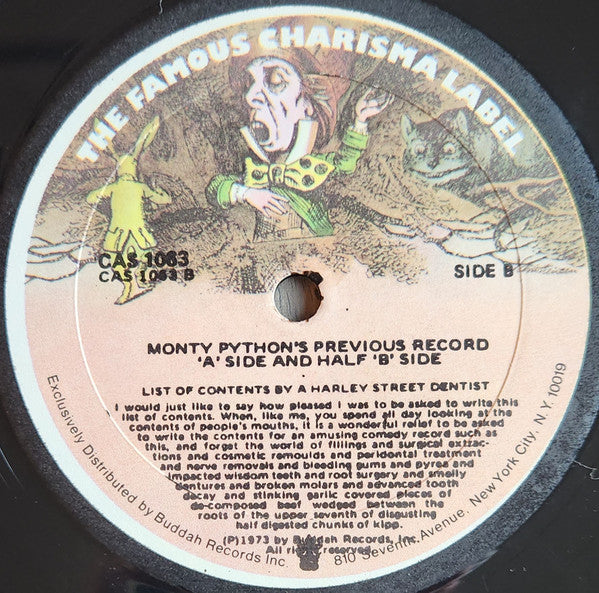 THE FAMOUS CHARISMA LABEL
CAS 1063
CAS 1063 B
SIDE B
MONTY PYTHON'S PREVIOUS RECORD
'A' SIDE AND HALF 'B' SIDE
LIST OF CONTENTS BY A HARLEY STREET DENTIST
I would just like to say how pleased I was to be asked to write this
list of contents. When, like me, you spend all day looking at the
contents of people's mouths, it is a wonderful relief to be asked
to write the contents for an amusing comedy record such as
this, and forget the world of fillings and surgical extrac-
tions and cosmetic remoulds and peridental treatment
and nerve removals and bleeding gums and pyrea and
impacted wisdom teeth and root surgery and smelly
dentures and broken molars and advanced tooth
decay and stinking garlic covered pieces of
de-composed beef wedged between the
roots of the upper seventh of disgusting
half digested chunks of kipp.
(P)1973 by Buddah Records, Inc.
All rights reserved.
Exclusively Distributed by Buddah Records Inc 810 Seventh Avenue. New York City. N.Y. 10019